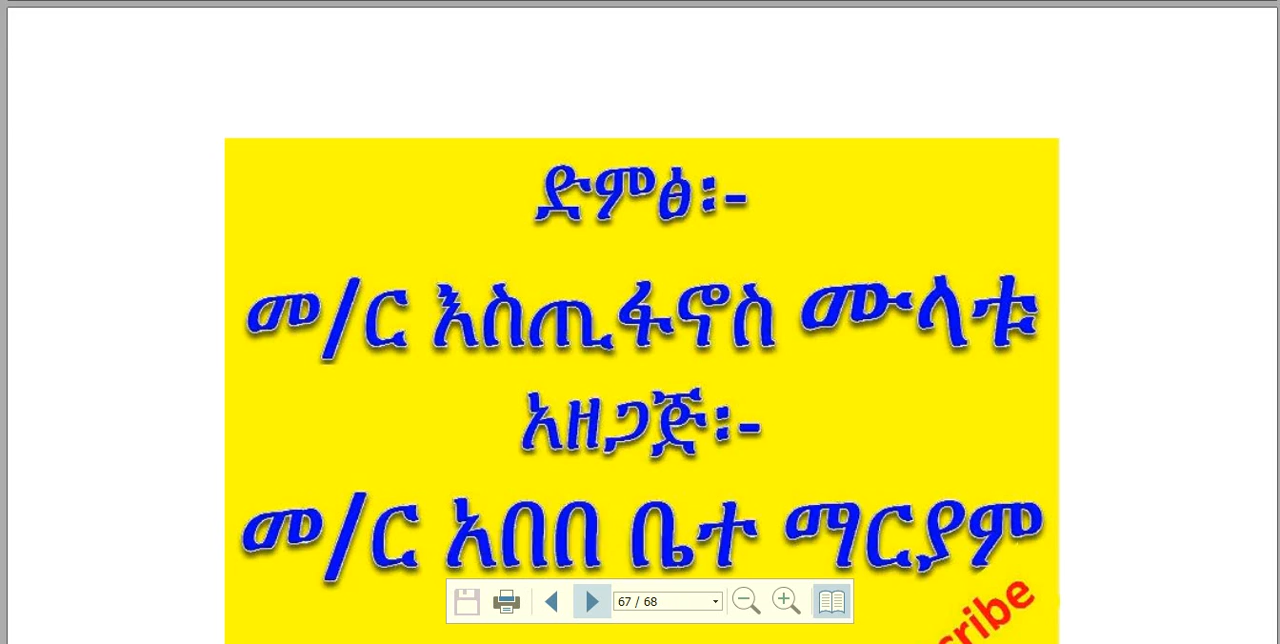 ድምፅ፡-
መ/ር እስጢፋኖስ ሙላቱ
አዘጋጅ፡-
መ/ር አበበ ቤተ ማርያም
67 / 68